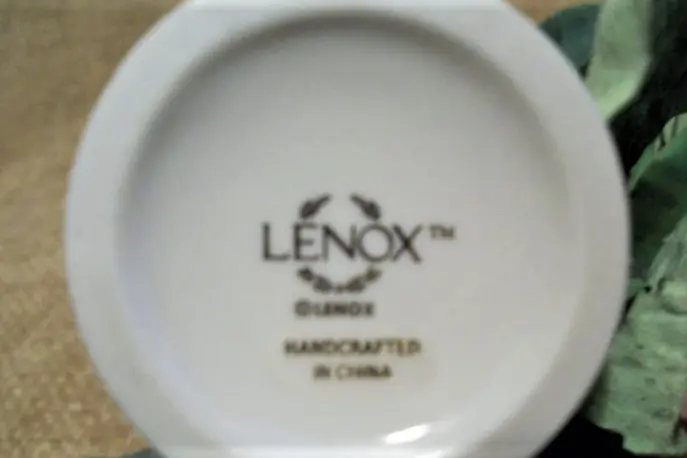 LENOX™
©LENOX
HANDCRAFTED
IN CHINA